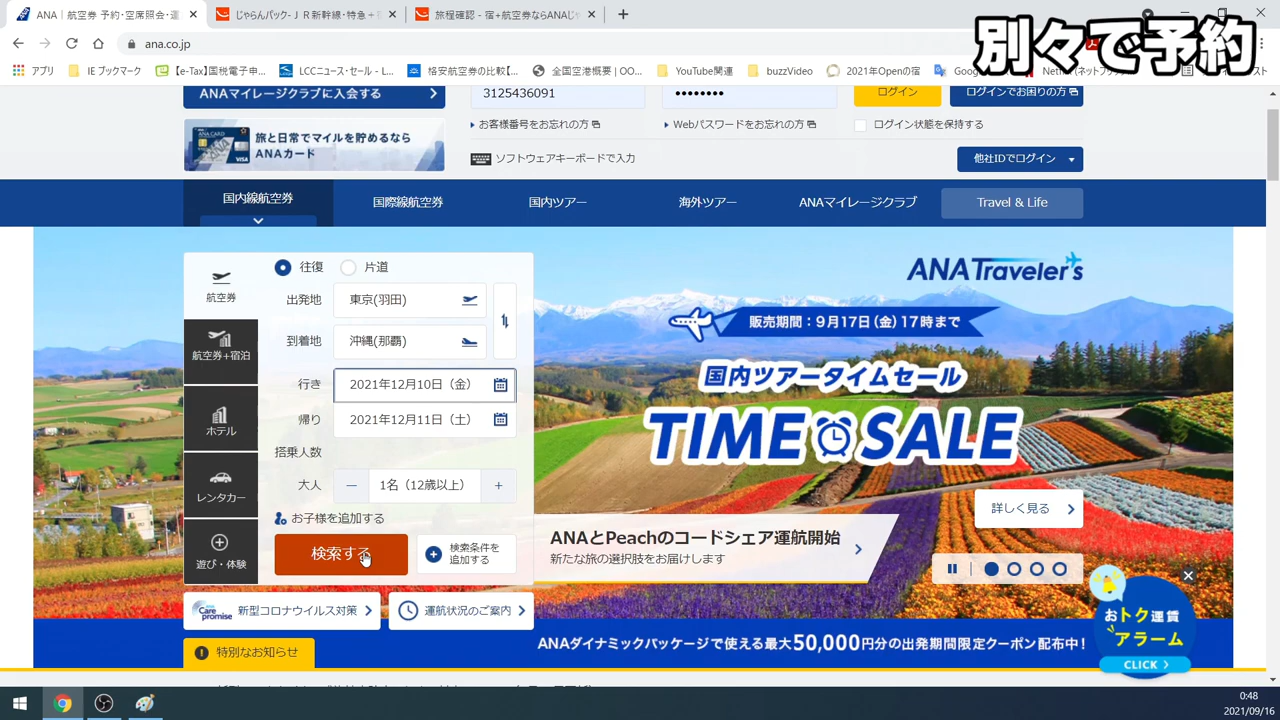 ANA｜航空券 予約・空席照会・運
じゃらんパック-ＪＲ新幹線・特急＋
旅程確認 - 宿+航空券ならANAじゃ
別々で予約
ana.co.jp
アプリ
IE ブックマーク
【e-Tax】国税電子申...
LCCニュース・セール - L...
格安航空券の比較【...
全国空港概要 | OO...
YouTube関連
buzzVideo
2021年Openの宿
ANAマイレージクラブに入会する
3125436091
••••••••
ログイン
ログインでお困りの方
お客様番号をお忘れの方
Webパスワードをお忘れの方
ログイン状態を保持する
旅と日常でマイルを貯めるなら
ANAカード
ソフトウェアキーボードで入力
他社IDでログイン
国内線航空券
国際線航空券
国内ツアー
海外ツアー
ANAマイレージクラブ
Travel & Life
航空券
航空券+宿泊
ホテル
レンタカー
遊び・体験
往復
片道
出発地
東京(羽田)
到着地
沖縄(那覇)
行き
2021年12月10日（金）
帰り
2021年12月11日（土）
搭乗人数
大人
1名（12歳以上）
お子様を追加する
検索する
検索条件を
追加する
ANA Traveler's
販売期間：9月17日(金)17時まで
国内ツアータイムセール
TIME SALE
詳しく見る
ANAとPeachのコードシェア運航開始
新たな旅の選択肢をお届けします
Care promise
新型コロナウイルス対策
運航状況のご案内
ANAダイナミックパッケージで使える最大50,000円分の出発期間限定クーポン配布中！
おトク運賃
アラーム
CLICK
特別なお知らせ
0:48
2021/09/16